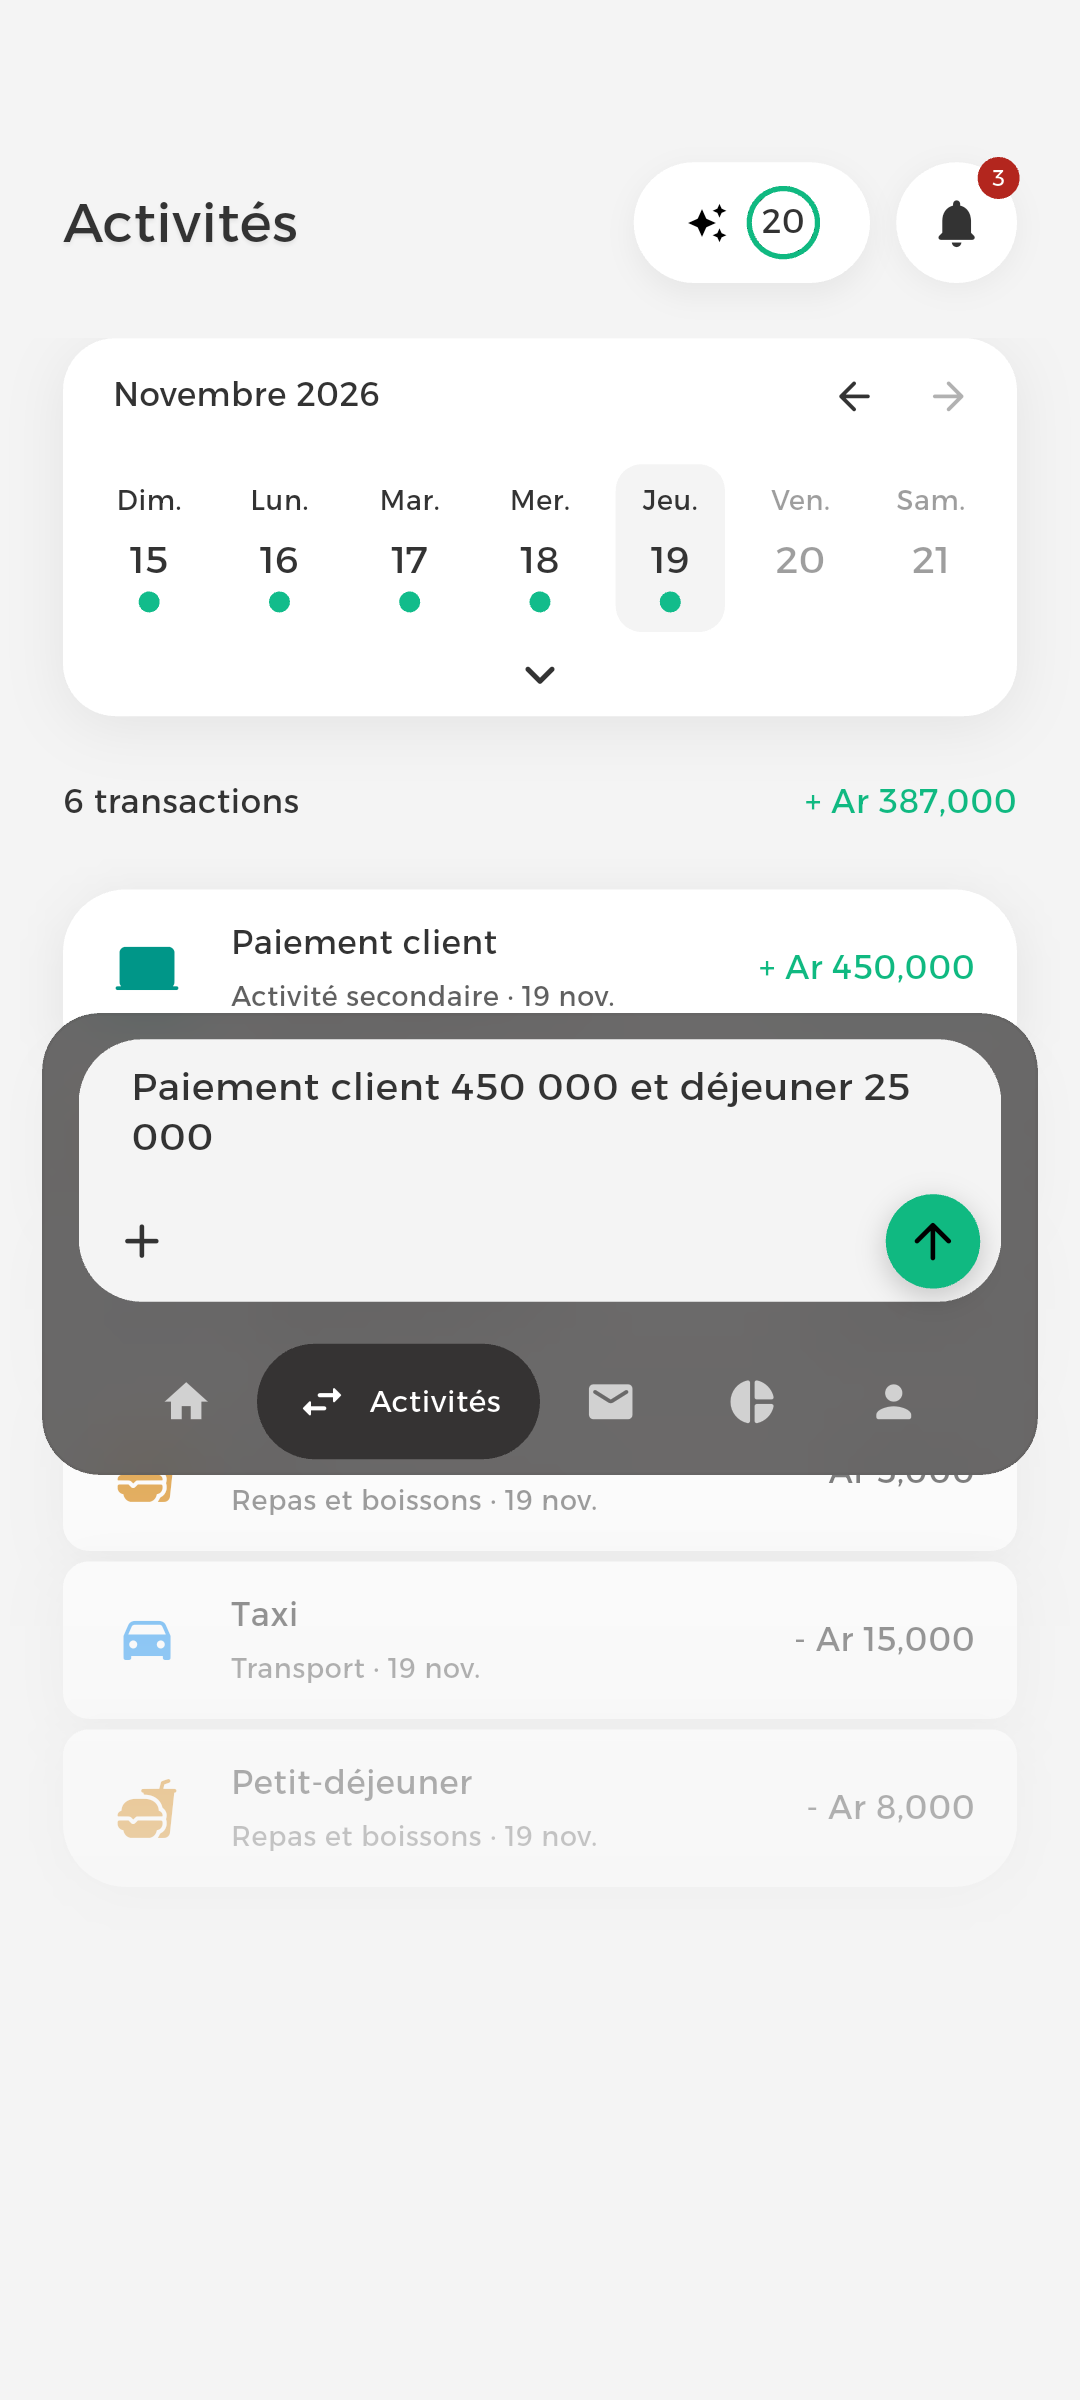 Activités
20
3
Novembre 2026
Dim. Lun. Mar. Mer. Jeu. Ven. Sam.
15 16 17 18 19 20 21
6 transactions + Ar 387,000
Paiement client
+ Ar 450,000
Activité secondaire · 19 nov.
Paiement client 450 000 et déjeuner 25
000
Activités
Repas et boissons · 19 nov.
Taxi
- Ar 15,000
Transport · 19 nov.
Petit-déjeuner
- Ar 8,000
Repas et boissons · 19 nov.